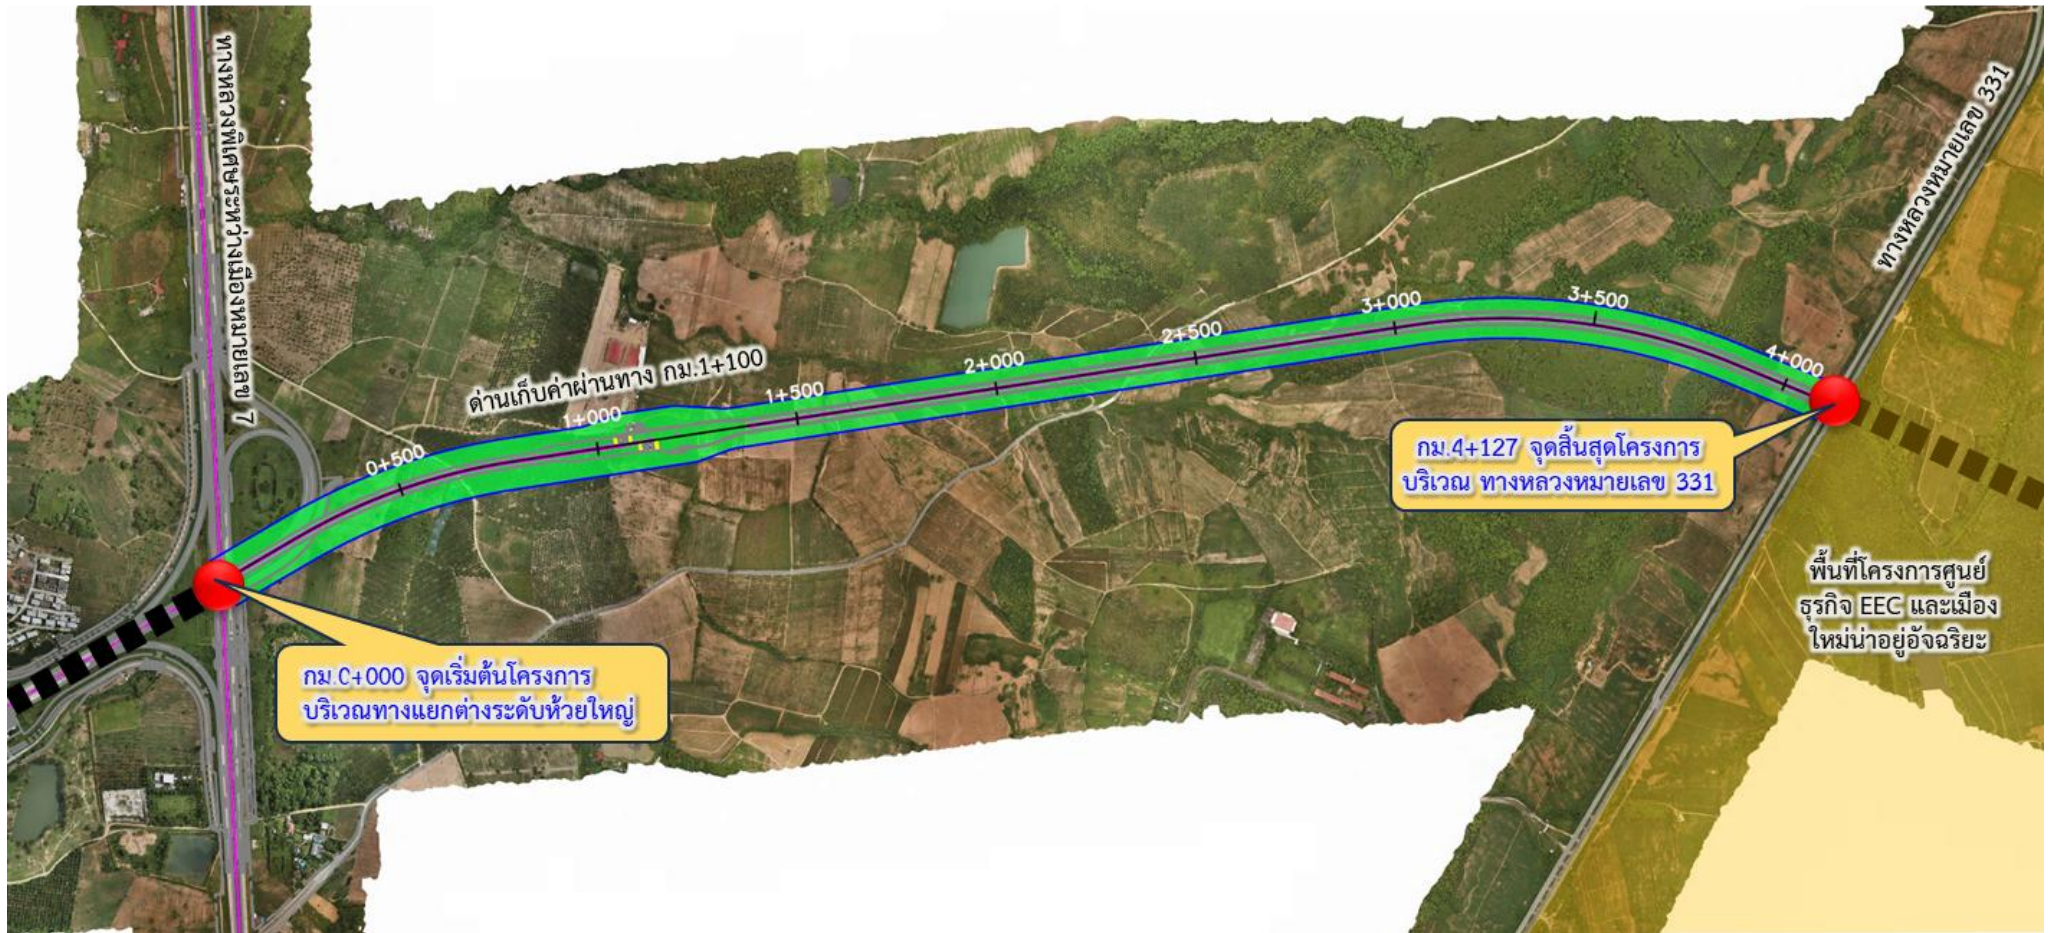 ทางหลวงพิเศษระหว่างเมืองหมายเลข 7
ทางหลวงหมายเลข 331
ด่านเก็บค่าผ่านทาง กม.1+100
0+500
1+000
1+500
2+000
2+500
3+000
3+500
4+000
กม.4+127 จุดสิ้นสุดโครงการ
บริเวณ ทางหลวงหมายเลข 331
พื้นที่โครงการศูนย์
ธุรกิจ EEC และเมือง
ใหม่น่าอยู่อัจฉริยะ
กม.0+000 จุดเริ่มต้นโครงการ
บริเวณทางแยกต่างระดับห้วยใหญ่